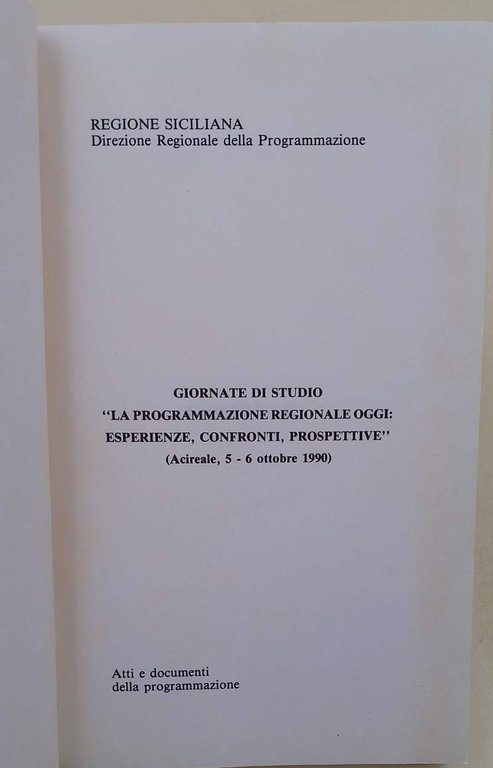 REGIONE SICILIANA
Direzione Regionale della Programmazione
GIORNATE DI STUDIO
“LA PROGRAMMAZIONE REGIONALE OGGI:
ESPERIENZE, CONFRONTI, PROSPETTIVE”
(Acireale, 5 - 6 ottobre 1990)
Atti e documenti
della programmazione